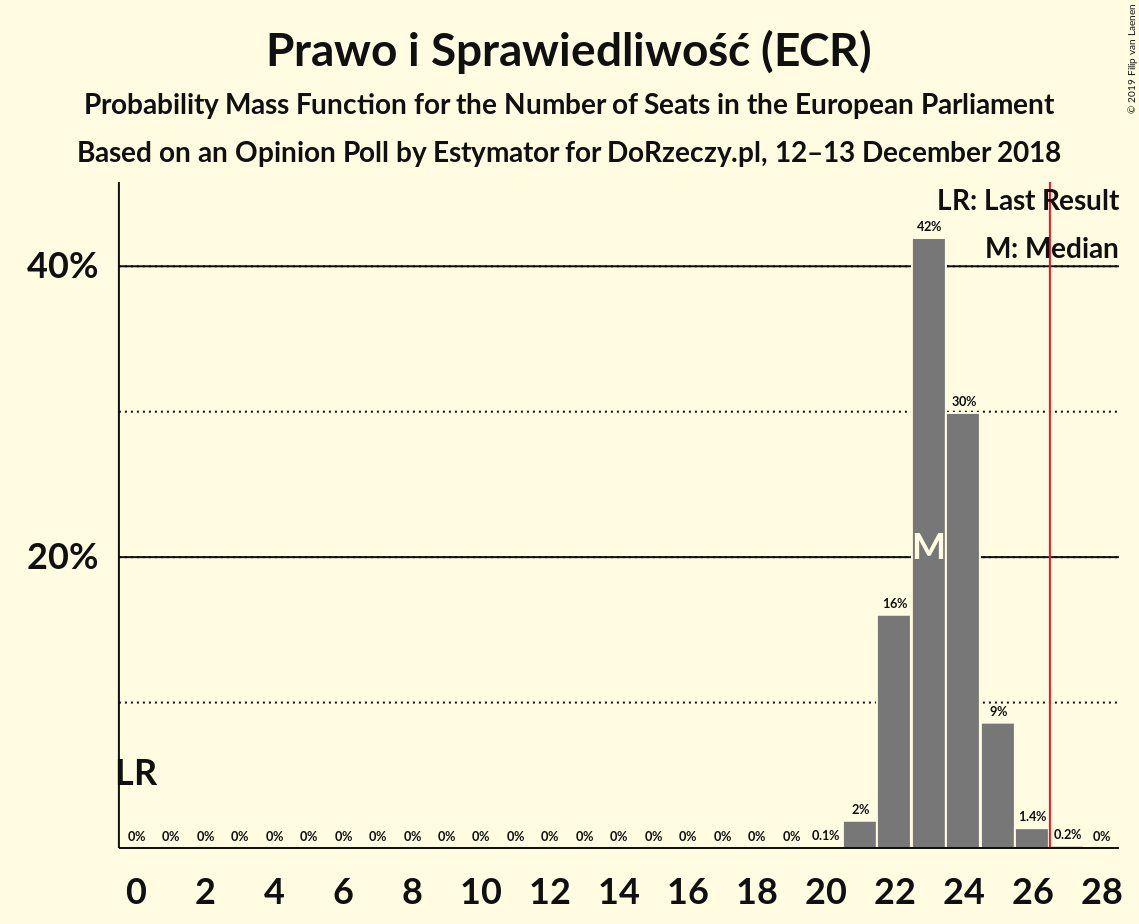 Prawo i Sprawiedliwość (ECR)
Probability Mass Function for the Number of Seats in the European Parliament
Based on an Opinion Poll by Estymator for DoRzeczy.pl, 12–13 December 2018
© 2019 Filip van Laenen
LR: Last Result
M: Median
42%
40%
30%
M
20%
16%
9%
LR
2%
1.4%
0% 0% 0% 0% 0% 0% 0% 0% 0% 0% 0% 0% 0% 0% 0% 0% 0% 0% 0% 0% 0.1% 0.2% 0%
0 2 4 6 8 10 12 14 16 18 20 22 24 26 28